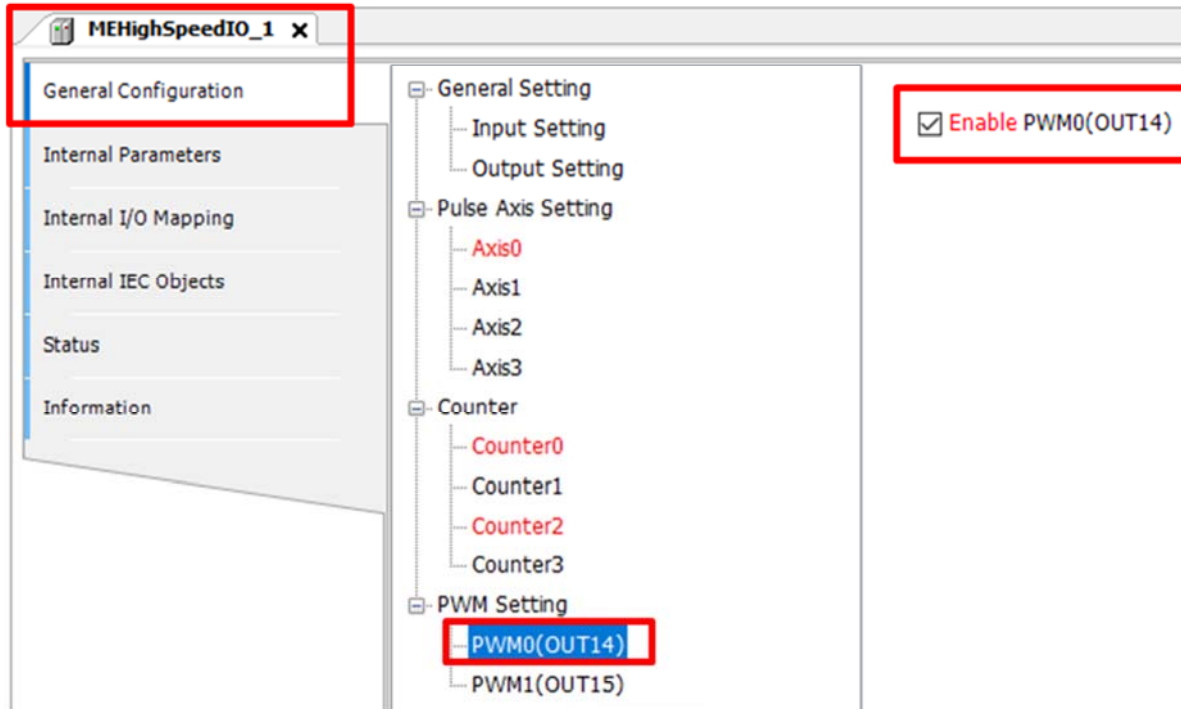 MEHighSpeedIO_1
General Configuration
Internal Parameters
Internal I/O Mapping
Internal IEC Objects
Status
Information
General Setting
Input Setting
Output Setting
Pulse Axis Setting
Axis0
Axis1
Axis2
Axis3
Counter
Counter0
Counter1
Counter2
Counter3
PWM Setting
PWM0(OUT14)
PWM1(OUT15)
Enable PWM0(OUT14)